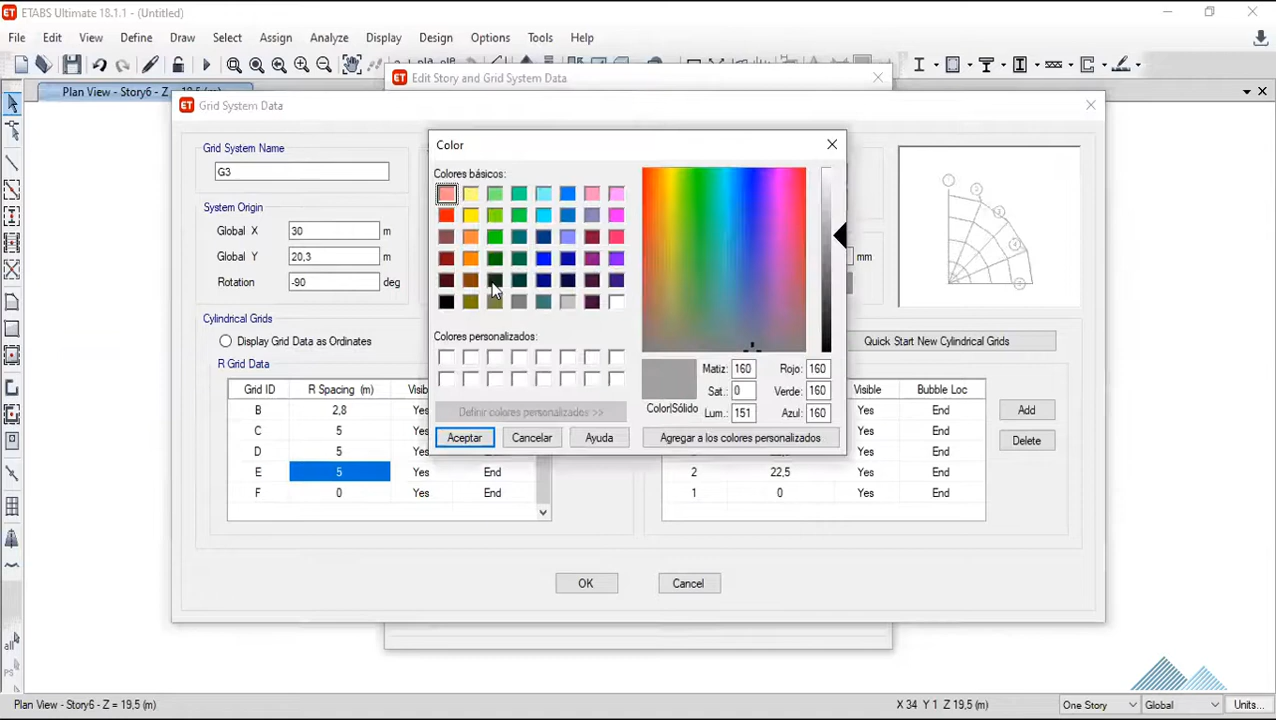 ETABS Ultimate 18.1.1 - (Untitled)
File Edit View Define Draw Select Assign Analyze Display Design Options Tools Help
ET Edit Story and Grid System Data
Plan View - Story6 - Z = 19,5 (m)
ET Grid System Data
Color
Grid System Name
G3
System Origin
Global X 30 m
Global Y 20,3 m
Rotation -90 deg
mm
Colores básicos:
Colores personalizados:
Definir colores personalizados >>
Aceptar Cancelar Ayuda
Matiz: 160 Rojo: 160
Sat.: 0 Verde: 160
Color|Sólido Lum.: 151 Azul: 160
Agregar a los colores personalizados
Cylindrical Grids
Display Grid Data as Ordinates
Quick Start New Cylindrical Grids
R Grid Data
Grid ID R Spacing (m)
B 2,8
C 5
D 5
E 5 Yes End
F 0 Yes End
Visible Bubble Loc
Yes End
Yes End
Yes End
2 22,5 Yes End
1 0 Yes End
Add
Delete
OK Cancel
all
PS
Plan View - Story6 - Z = 19,5 (m)
X 34 Y 1 Z 19,5 (m)
One Story Global Units...